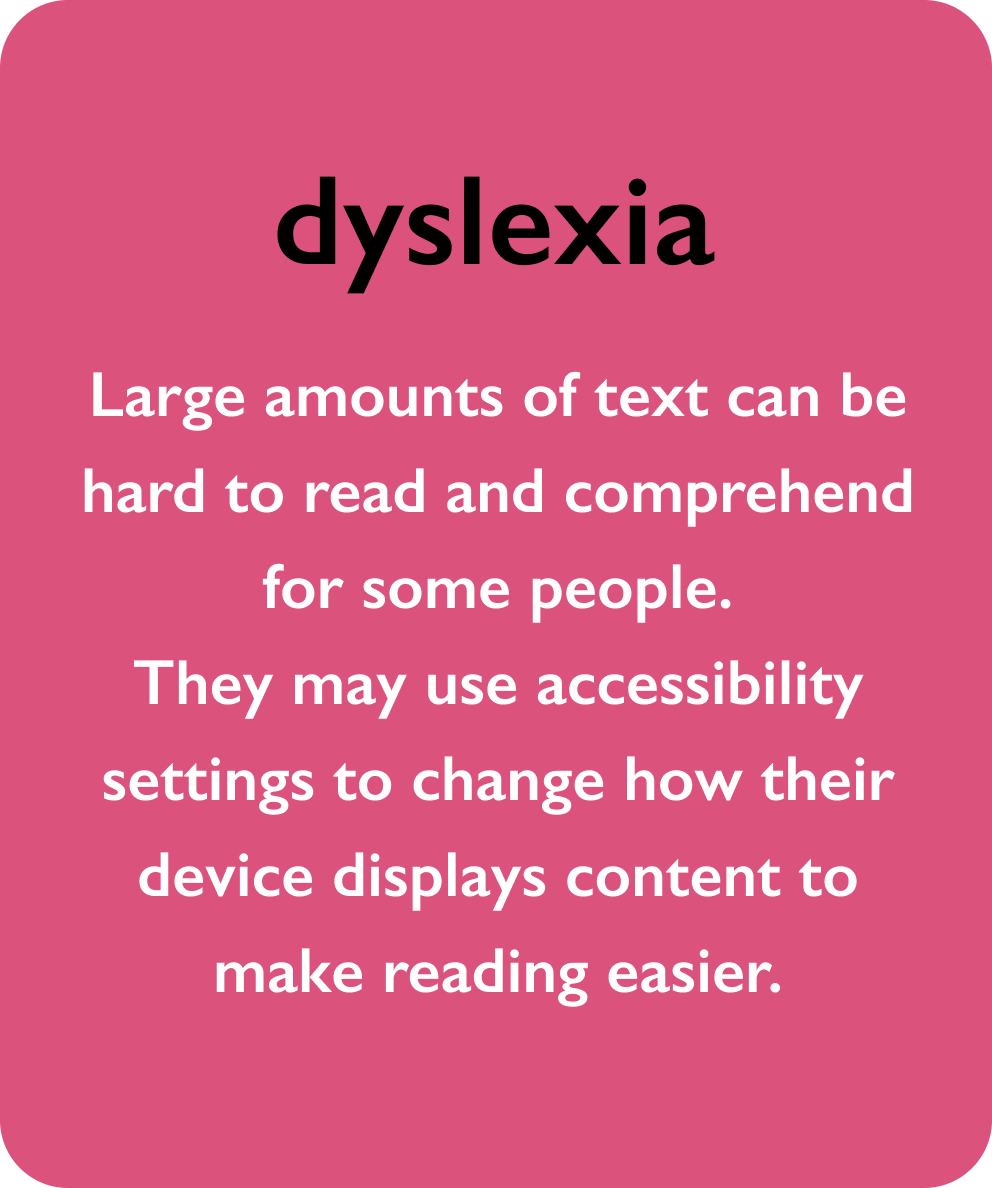 dyslexia
Large amounts of text can be
hard to read and comprehend
for some people.
They may use accessibility
settings to change how their
device displays content to
make reading easier.